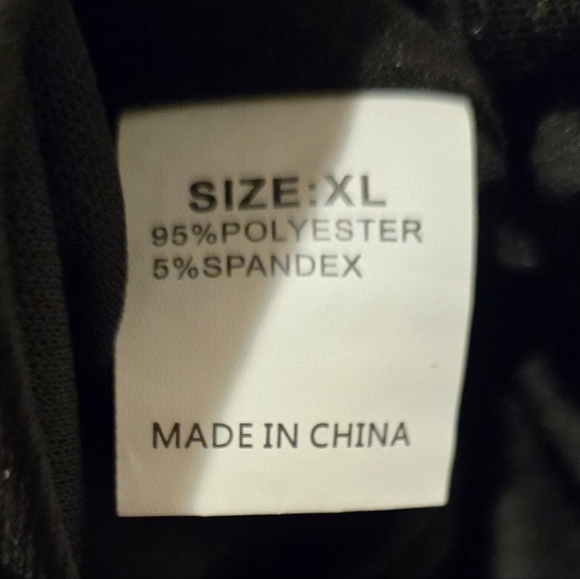 SIZE:XL
95%POLYESTER
5%SPANDEX
MADE IN CHINA